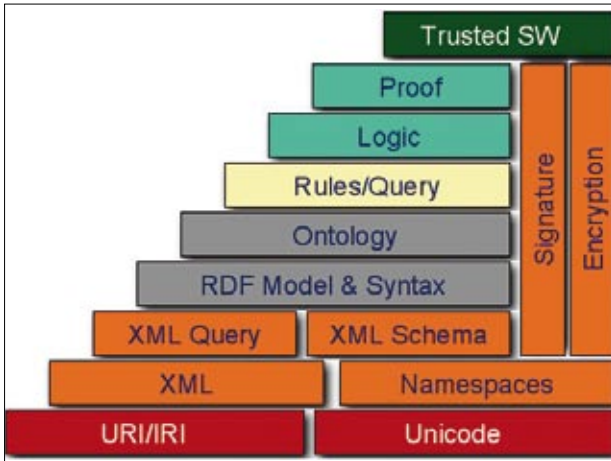 Trusted SW
Proof
Logic
Rules/Query
Ontology
RDF Model & Syntax
XML Query
XML Schema
Signature
Encryption
XML
Namespaces
URI/IRI
Unicode